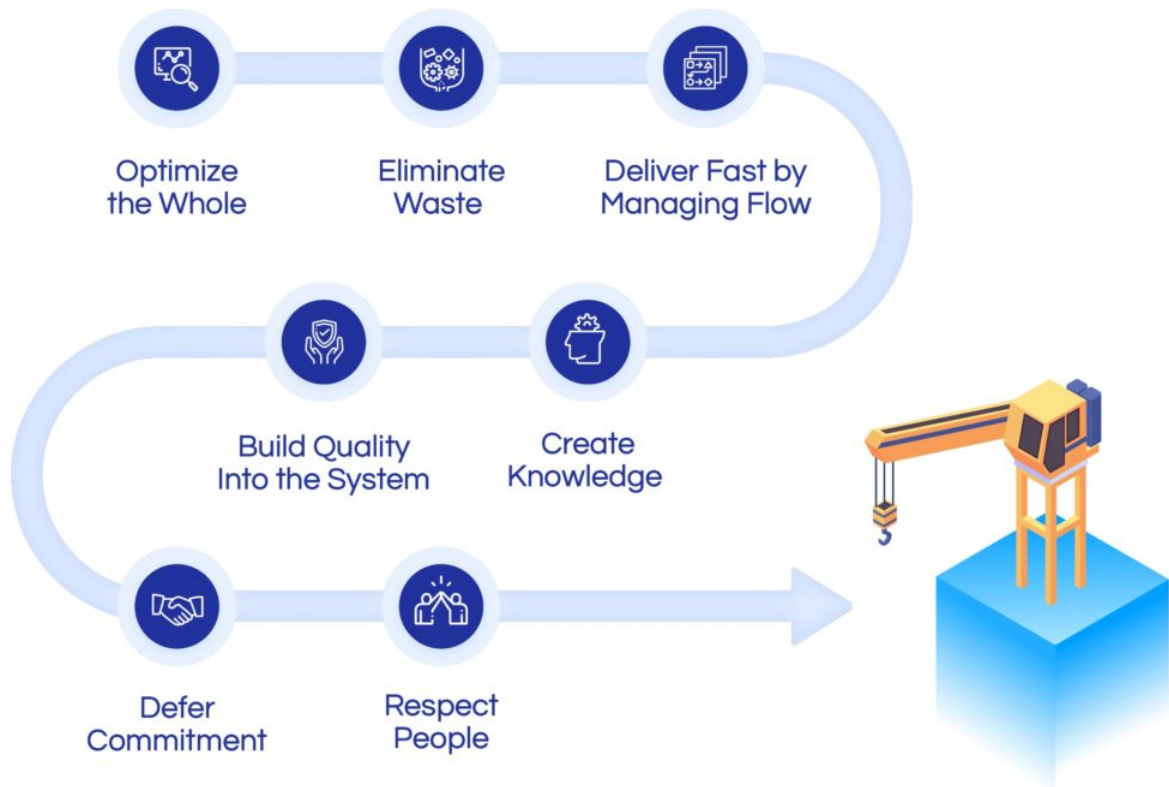 Optimize
the Whole
Eliminate
Waste
Deliver Fast by
Managing Flow
Create
Knowledge
Build Quality
Into the System
Defer
Commitment
Respect
People